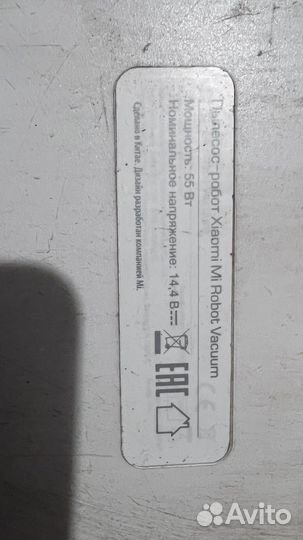 Пылесос-робот Xiaomi Mi Robot Vacuum
Мощность: 55 Вт
Номинальное напряжение: 14,4 В
Сделано в Китае. Дизайн разработан компанией Mi.
EAC
CE
Avito